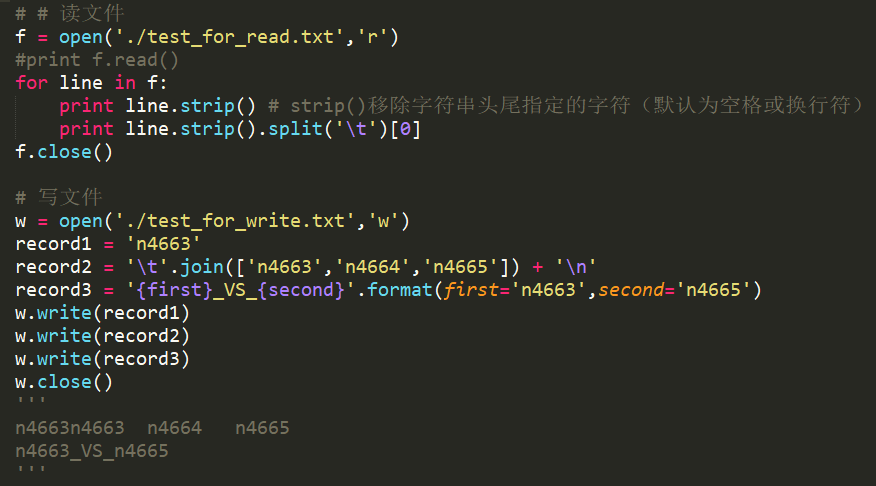 # # 读文件
f = open('./test_for_read.txt','r')
#print f.read()
for line in f:
    print line.strip() # strip()移除字符串头尾指定的字符（默认为空格或换行符）
    print line.strip().split('\t')[0]
f.close()

# 写文件
w = open('./test_for_write.txt','w')
record1 = 'n4663'
record2 = '\t'.join(['n4663','n4664','n4665']) + '\n'
record3 = '{first}_VS_{second}'.format(first='n4663',second='n4665')
w.write(record1)
w.write(record2)
w.write(record3)
w.close()
'''
n4663n4663  n4664   n4665
n4663_VS_n4665
'''